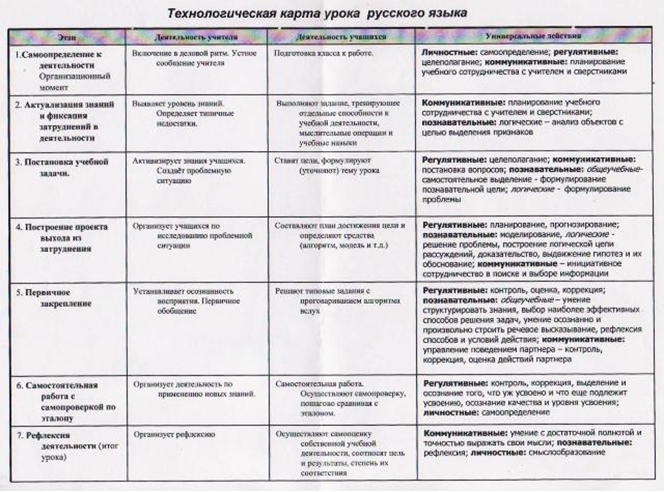 Технологическая карта урока русского языка
Этап
Деятельность учителя
Деятельность учащихся
Универсальные действия
1.Самоопределение к
деятельности
Организационный
момент
Включение в деловой ритм. Устное
сообщение учителя
Подготовка класса к работе.
Личностные: самоопределение; регулятивные:
целеполагание; коммуникативные: планирование
учебного сотрудничества с учителем и сверстниками
2. Актуализация знаний
и фиксация
затруднений в
деятельности
Выявляет уровень знаний.
Определяет типичные
недостатки.
Выполняют задание, тренирующее
отдельные способности к
учебной деятельности,
мыслительные операции и
учебные навыки
Коммуникативные: планирование учебного
сотрудничества с учителем и сверстниками;
познавательные: логические – анализ объектов с
целью выделения признаков
3. Постановка учебной
задачи.
Активизирует знания учащихся.
Создаёт проблемную
ситуацию
Ставят цели, формулируют
(уточняют) тему урока
Регулятивные: целеполагание; коммуникативные:
постановка вопросов; познавательные: общеучебные-
самостоятельное выделение - формулирование
познавательной цели; логические - формулирование
проблемы
4. Построение проекта
выхода из
затруднения
Организует учащихся по
исследованию проблемной
ситуации
Составляют план достижения цели и
определяют средства
(алгоритм, модель и т.д.)
Регулятивные: планирование, прогнозирование;
познавательные: моделирование, логические -
решение проблемы, построение логической цепи
рассуждений, доказательство, выдвижение гипотез и их
обоснование; коммуникативные – инициативное
сотрудничество в поиске и выборе информации
5. Первичное
закрепление
Устанавливает осознанность
восприятия. Первичное
обобщение
Решают типовые задания с
проговариванием алгоритма
вслух
Регулятивные: контроль, оценка, коррекция;
познавательные: общеучебные – умение
структурировать знания, выбор наиболее эффективных
способов решения задач, умение осознанно и
произвольно строить речевое высказывание, рефлексия
способов и условий действия; коммуникативные:
управление поведением партнера – контроль,
коррекция, оценка действий партнера
6. Самостоятельная
работа с
самопроверкой по
эталону
Организует деятельность по
применению новых знаний.
Самостоятельная работа.
Осуществляют самопроверку,
пошагово сравнивая с
эталоном.
Регулятивные: контроль, коррекция, выделение и
осознание того, что уж усвоено и что еще подлежит
усвоению, осознание качества и уровня усвоения;
личностные: самоопределение
7. Рефлексия
деятельности (итог
урока)
Организует рефлексию
Осуществляют самооценку
собственной учебной
деятельности, соотносят цель
и результаты, степень их
соответствия
Коммуникативные: умение с достаточной полнотой и
точностью выражать свои мысли; познавательные:
рефлексия; личностные: смыслообразование